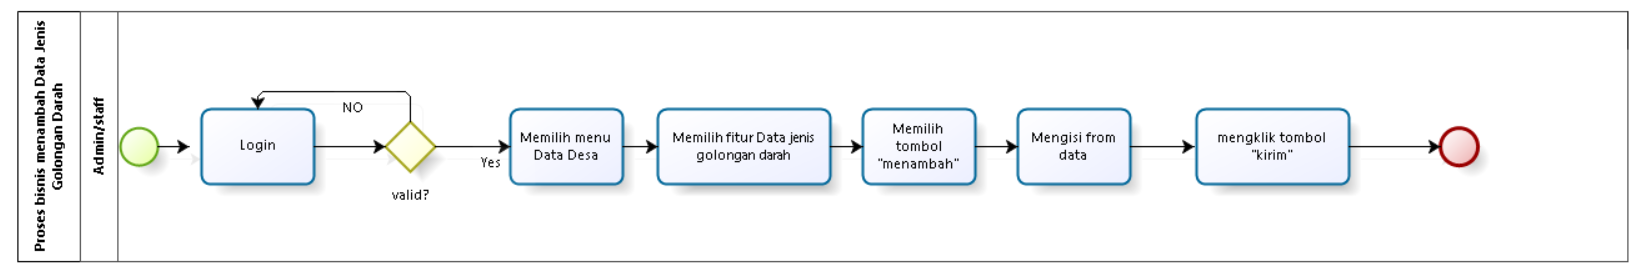 Proses bisnis menambah Data Jenis
Golongan Darah
Admin/staff
Login
NO
valid?
Yes
Memilih menu
Data Desa
Memilih fitur Data jenis
golongan darah
Memilih
tombol
"menambah"
Mengisi from
data
mengklik tombol
"kirim"